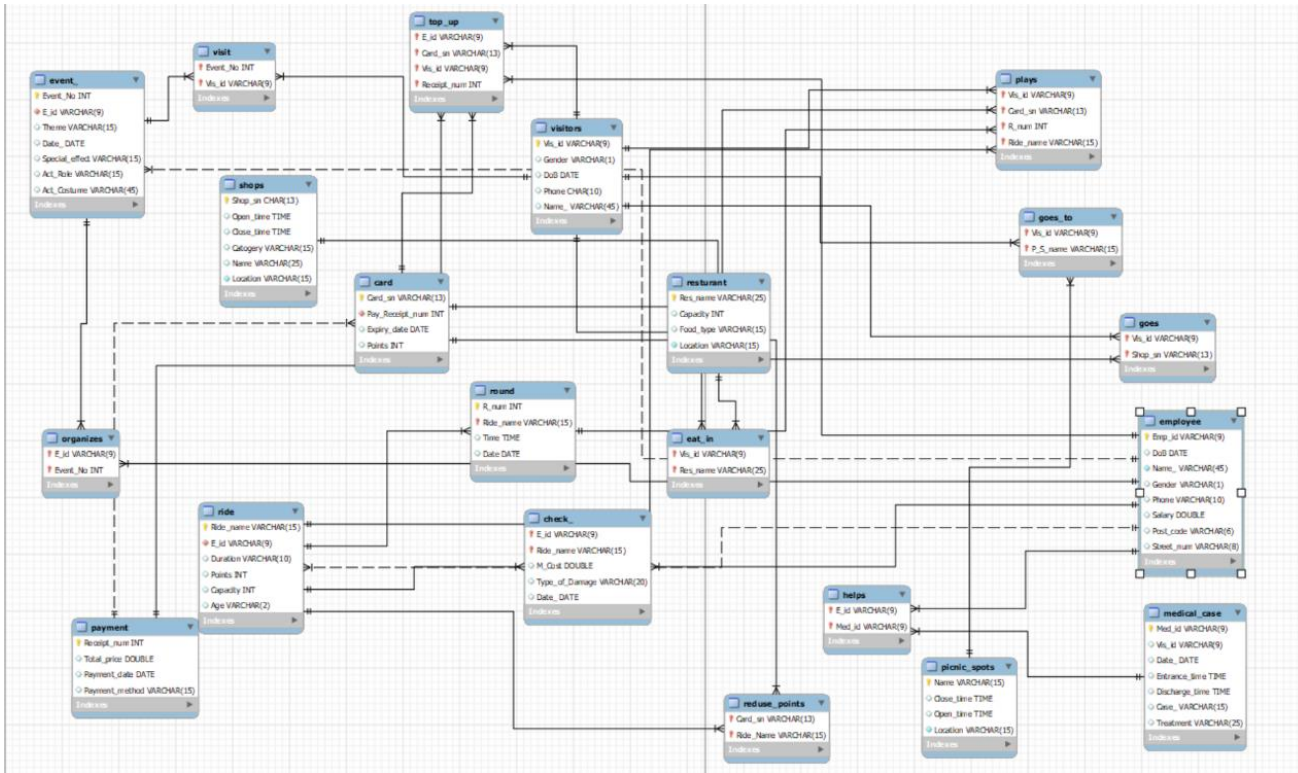 top_up
E_id VARCHAR(9)
Card_sn VARCHAR(13)
Vis_id VARCHAR(9)
Receipt_num INT
Indexes
visit
Event_No INT
Vis_id VARCHAR(9)
Indexes
event_
Event_No INT
E_id VARCHAR(9)
Theme VARCHAR(15)
Date_ DATE
Special_effect VARCHAR(15)
Act_Role VARCHAR(15)
Act_Costume VARCHAR(45)
Indexes
plays
Vis_id VARCHAR(9)
Card_sn VARCHAR(13)
R_num INT
Ride_name VARCHAR(15)
Indexes
visitors
Vis_id VARCHAR(9)
Gender VARCHAR(1)
DoB DATE
Phone CHAR(10)
Name_ VARCHAR(45)
Indexes
shops
Shop_sn CHAR(13)
Open_time TIME
Close_time TIME
Catogery VARCHAR(15)
Name VARCHAR(25)
Location VARCHAR(15)
Indexes
goes_to
Vis_id VARCHAR(9)
P_S_name VARCHAR(15)
Indexes
card
Card_sn VARCHAR(13)
Pay_Receipt_num INT
Expiry_date DATE
Points INT
Indexes
resturant
Res_name VARCHAR(25)
Capacity INT
Food_type VARCHAR(15)
Location VARCHAR(15)
Indexes
goes
Vis_id VARCHAR(9)
Shop_sn VARCHAR(13)
Indexes
round
R_num INT
Ride_name VARCHAR(15)
Time TIME
Date DATE
Indexes
organizes
E_id VARCHAR(9)
Event_No INT
Indexes
eat_in
Vis_id VARCHAR(9)
Res_name VARCHAR(25)
Indexes
employee
Emp_id VARCHAR(9)
DoB DATE
Name_ VARCHAR(45)
Gender VARCHAR(1)
Phone VARCHAR(10)
Salary DOUBLE
Post_code VARCHAR(6)
Street_num VARCHAR(8)
Indexes
ride
Ride_name VARCHAR(15)
E_id VARCHAR(9)
Duration VARCHAR(10)
Points INT
Capacity INT
Age VARCHAR(2)
Indexes
check_
E_id VARCHAR(9)
Ride_name VARCHAR(15)
M_Cost DOUBLE
Type_of_Damage VARCHAR(20)
Date_ DATE
Indexes
helps
E_id VARCHAR(9)
Med_id VARCHAR(9)
Indexes
medical_case
Med_id VARCHAR(9)
Vis_id VARCHAR(9)
Date_ DATE
Entrance_time TIME
Discharge_time TIME
Case_ VARCHAR(15)
Treatment VARCHAR(25)
Indexes
payment
Receipt_num INT
Total_price DOUBLE
Payment_date DATE
Payment_method VARCHAR(15)
Indexes
picnic_spots
Name VARCHAR(15)
Close_time TIME
Open_time TIME
Location VARCHAR(15)
Indexes
reduse_points
Card_sn VARCHAR(13)
Ride_Name VARCHAR(15)
Indexes